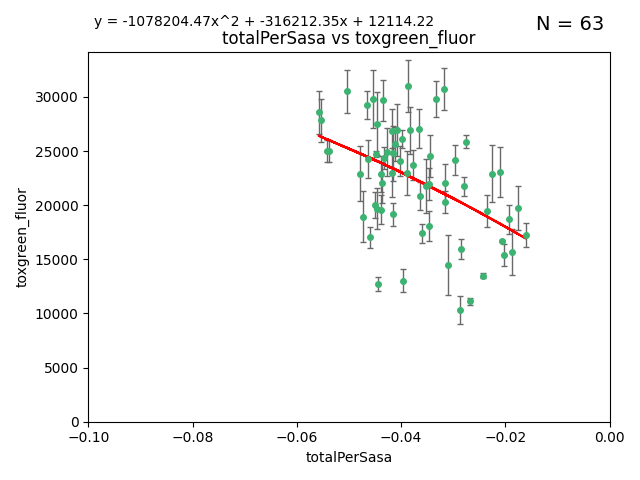 y = -1078204.47x^2 + -316212.35x + 12114.22
N = 63
totalPerSasa vs toxgreen_fluor
toxgreen_fluor
30000
25000
20000
15000
10000
5000
0
−0.10 −0.08 −0.06 −0.04 −0.02 0.00
totalPerSasa